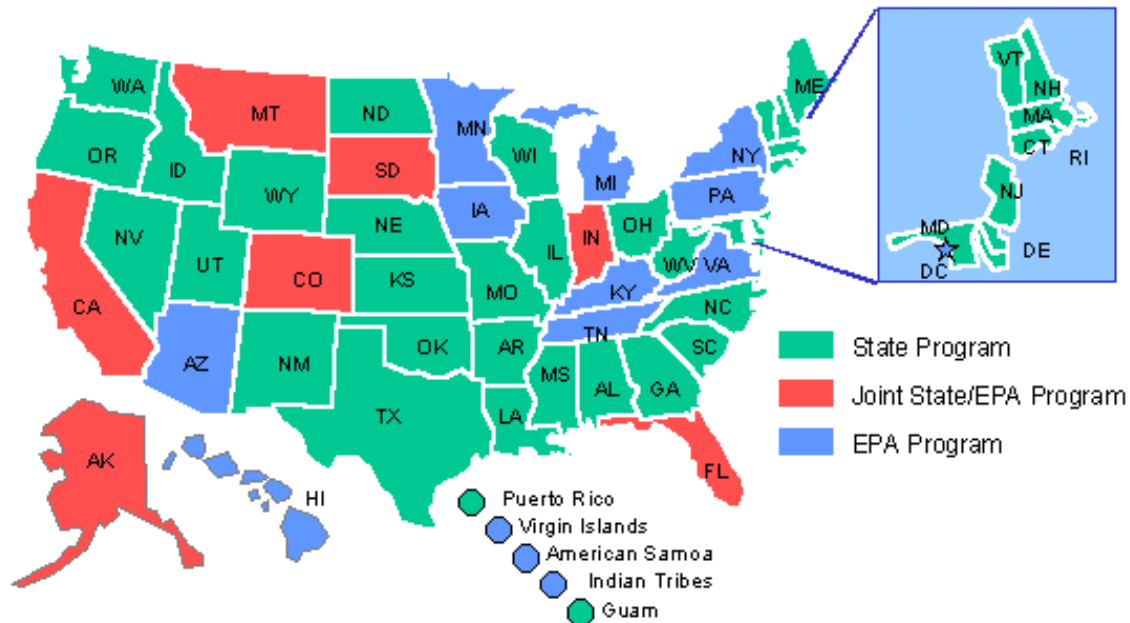 WA
MT
ND
MN
ME
OR
ID
SD
WI
NY
WY
MI
IA
PA
NV
NE
UT
IL
IN
OH
CO
KS
MO
WV
VA
KY
CA
NC
TN
AZ
NM
OK
AR
SC
MS
AL
GA
TX
LA
FL
AK
HI
VT
NH
MA
CT
RI
NJ
MD
DE
DC
State Program
Joint State/EPA Program
EPA Program
Puerto Rico
Virgin Islands
American Samoa
Indian Tribes
Guam